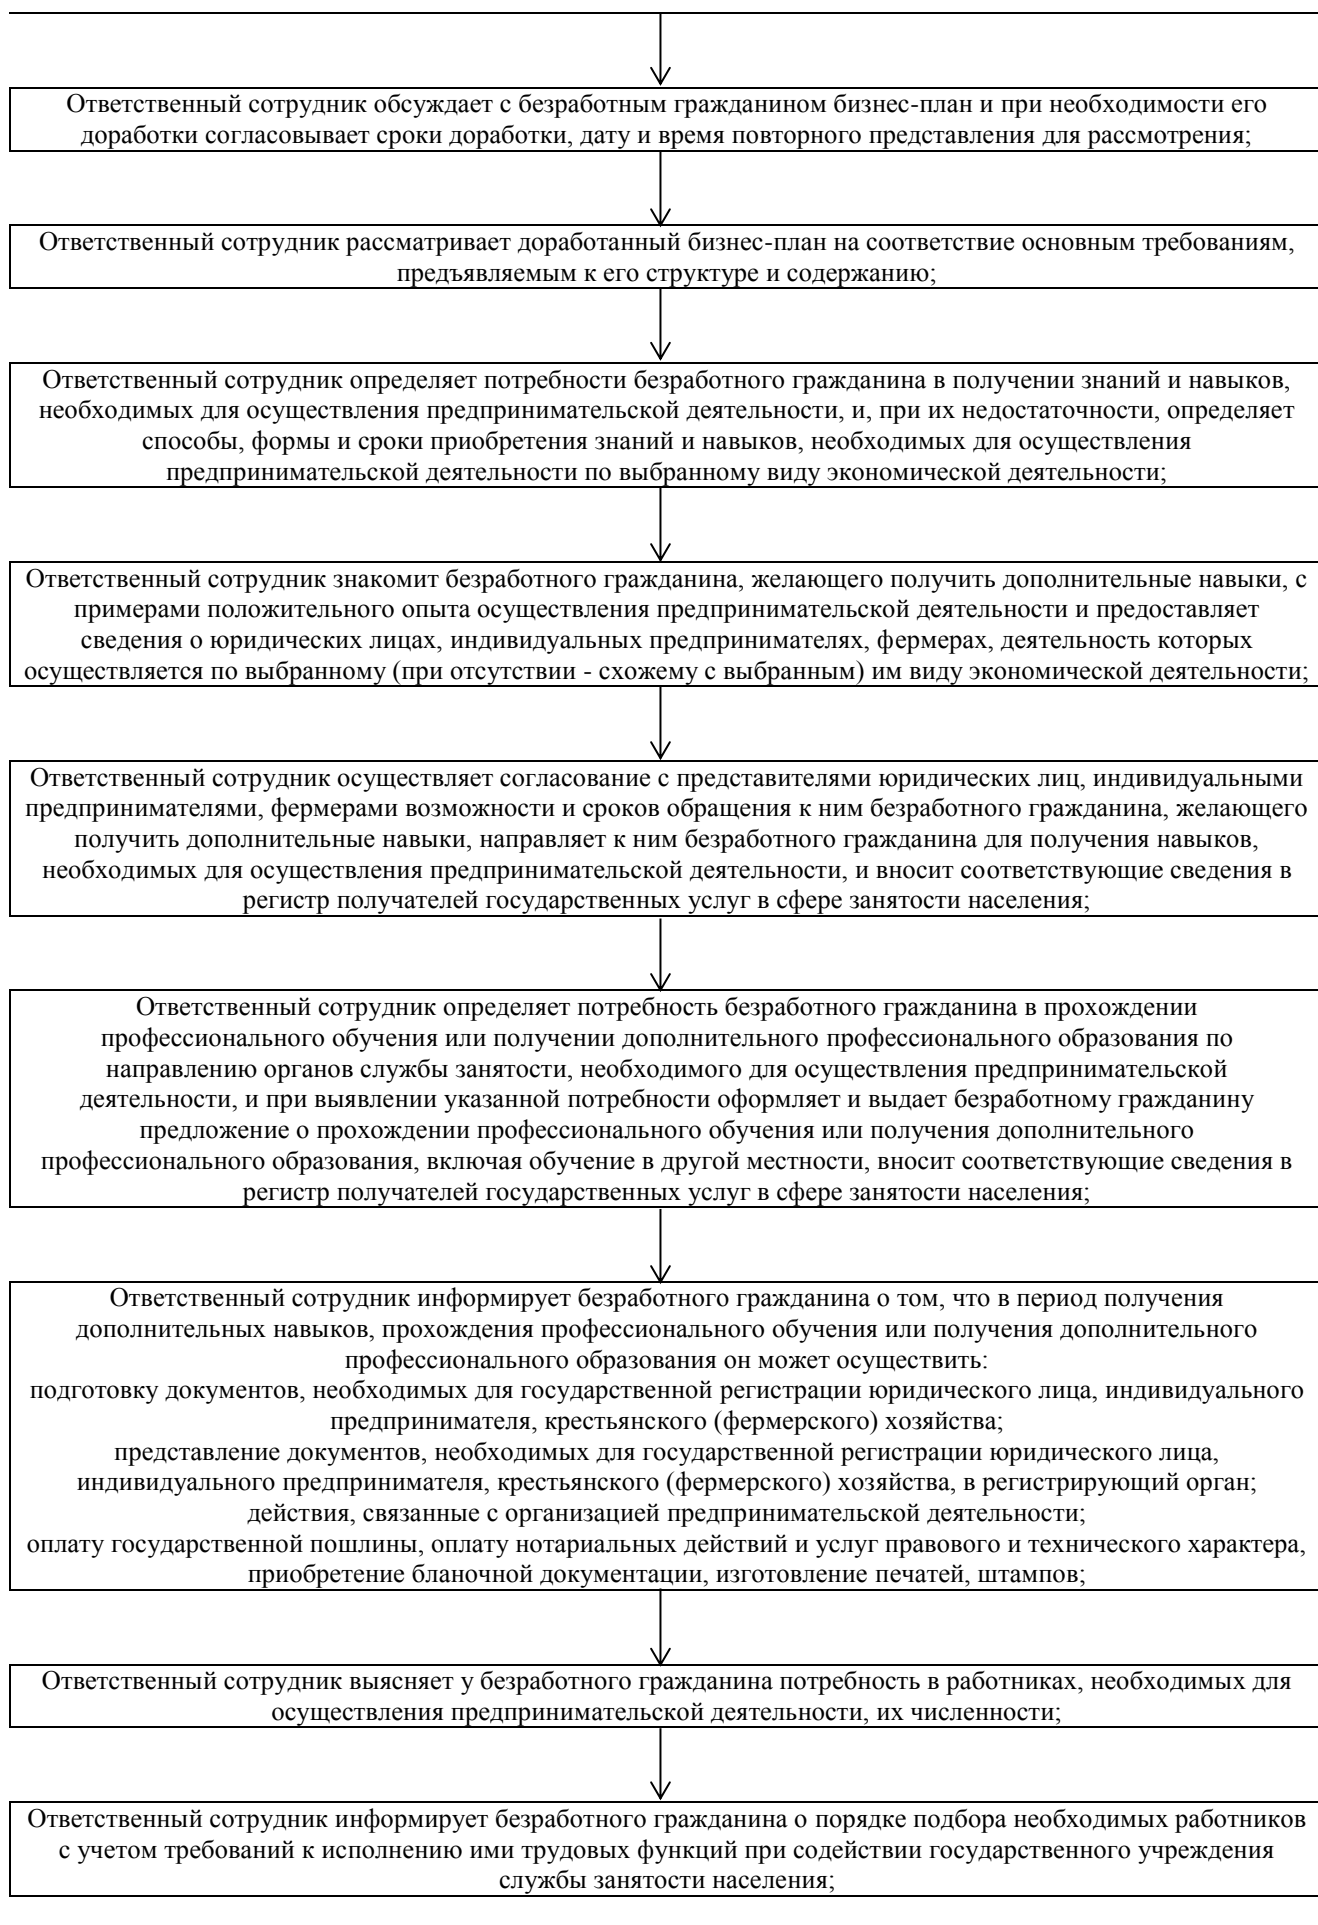 Ответственный сотрудник обсуждает с безработным гражданином бизнес-план и при необходимости его
доработки согласовывает сроки доработки, дату и время повторного представления для рассмотрения;
Ответственный сотрудник рассматривает доработанный бизнес-план на соответствие основным требованиям,
предъявляемым к его структуре и содержанию;
Ответственный сотрудник определяет потребности безработного гражданина в получении знаний и навыков,
необходимых для осуществления предпринимательской деятельности, и, при их недостаточности, определяет
способы, формы и сроки приобретения знаний и навыков, необходимых для осуществления
предпринимательской деятельности по выбранному виду экономической деятельности;
Ответственный сотрудник знакомит безработного гражданина, желающего получить дополнительные навыки, с
примерами положительного опыта осуществления предпринимательской деятельности и предоставляет
сведения о юридических лицах, индивидуальных предпринимателях, фермерах, деятельность которых
осуществляется по выбранному (при отсутствии - схожему с выбранным) им виду экономической деятельности;
Ответственный сотрудник осуществляет согласование с представителями юридических лиц, индивидуальными
предпринимателями, фермерами возможности и сроков обращения к ним безработного гражданина, желающего
получить дополнительные навыки, направляет к ним безработного гражданина для получения навыков,
необходимых для осуществления предпринимательской деятельности, и вносит соответствующие сведения в
регистр получателей государственных услуг в сфере занятости населения;
Ответственный сотрудник определяет потребность безработного гражданина в прохождении
профессионального обучения или получении дополнительного профессионального образования по
направлению органов службы занятости, необходимого для осуществления предпринимательской
деятельности, и при выявлении указанной потребности оформляет и выдает безработному гражданину
предложение о прохождении профессионального обучения или получения дополнительного
профессионального образования, включая обучение в другой местности, вносит соответствующие сведения в
регистр получателей государственных услуг в сфере занятости населения;
Ответственный сотрудник информирует безработного гражданина о том, что в период получения
дополнительных навыков, прохождения профессионального обучения или получения дополнительного
профессионального образования он может осуществить:
подготовку документов, необходимых для государственной регистрации юридического лица, индивидуального
предпринимателя, крестьянского (фермерского) хозяйства;
представление документов, необходимых для государственной регистрации юридического лица,
индивидуального предпринимателя, крестьянского (фермерского) хозяйства, в регистрирующий орган;
действия, связанные с организацией предпринимательской деятельности;
оплату государственной пошлины, оплату нотариальных действий и услуг правового и технического характера,
приобретение бланочной документации, изготовление печатей, штампов;
Ответственный сотрудник выясняет у безработного гражданина потребность в работниках, необходимых для
осуществления предпринимательской деятельности, их численности;
Ответственный сотрудник информирует безработного гражданина о порядке подбора необходимых работников
с учетом требований к исполнению ими трудовых функций при содействии государственного учреждения
службы занятости населения;